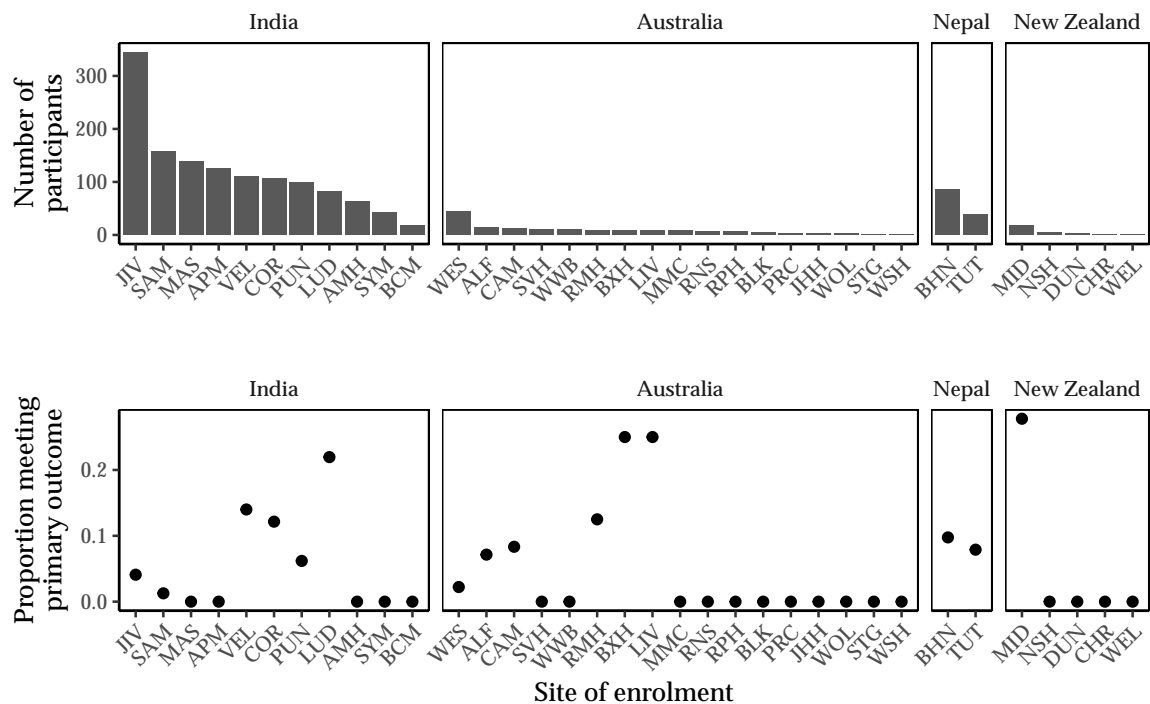 India
Australia
Nepal
New Zealand
Number of
participants
300
200
100
0
JIV
SAM
MAS
APM
VEL
COR
PUN
LUD
AMH
SYM
BCM
WES
ALF
CAM
SVH
WWB
RMH
BXH
LIV
MMC
RNS
RPH
BLK
PRC
JHH
WOL
STG
WSH
BHN
TUT
MID
NSH
DUN
CHR
WEL
India
Australia
Nepal
New Zealand
Proportion meeting
primary outcome
0.2
0.1
0.0
JIV
SAM
MAS
APM
VEL
COR
PUN
LUD
AMH
SYM
BCM
WES
ALF
CAM
SVH
WWB
RMH
BXH
LIV
MMC
RNS
RPH
BLK
PRC
JHH
WOL
STG
WSH
BHN
TUT
MID
NSH
DUN
CHR
WEL
Site of enrolment